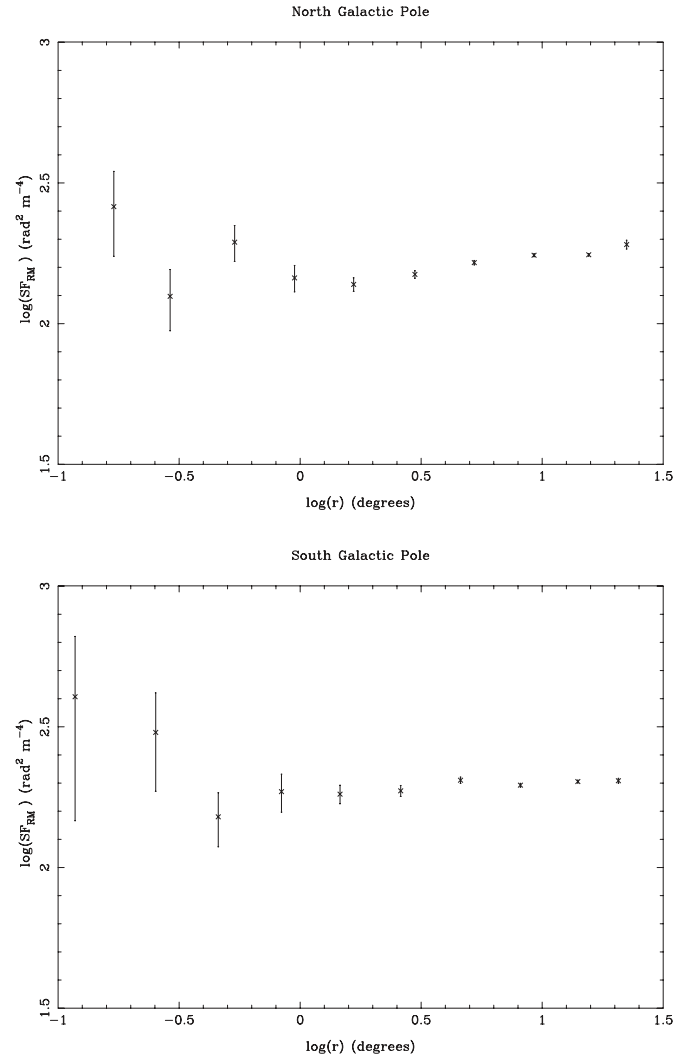 North Galactic Pole
3
2.5
2
1.5
log(SF_RM) (rad² m⁻⁴)
−1 −0.5 0 0.5 1 1.5
log(r) (degrees)
South Galactic Pole
3
2.5
2
1.5
log(SF_RM) (rad² m⁻⁴)
−1 −0.5 0 0.5 1 1.5
log(r) (degrees)